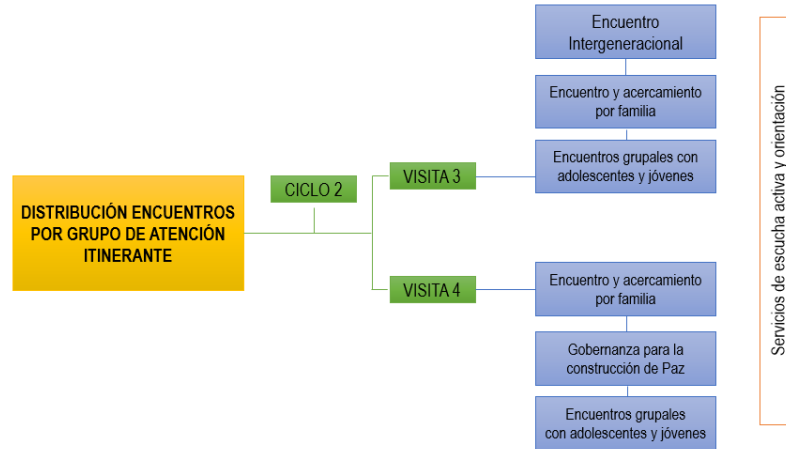 DISTRIBUCIÓN ENCUENTROS
POR GRUPO DE ATENCIÓN
ITINERANTE
CICLO 2
VISITA 3
Encuentro
Intergeneracional
Encuentro y acercamiento
por familia
Encuentros grupales con
adolescentes y jóvenes
VISITA 4
Encuentro y acercamiento
por familia
Gobernanza para la
construcción de Paz
Encuentros grupales
con adolescentes y jóvenes
Servicios de escucha activa y orientación